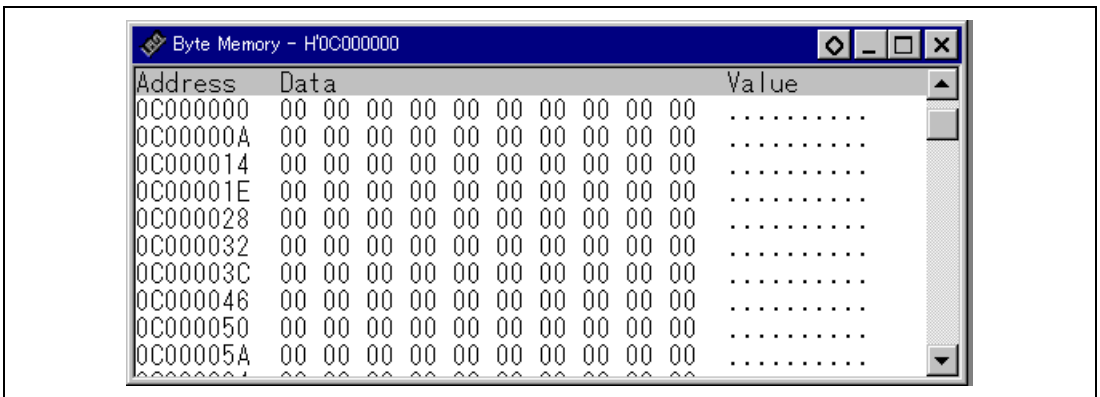 Byte Memory - H'0C000000
Address Data Value
0C000000 00 00 00 00 00 00 00 00 00 00 ..........
0C00000A 00 00 00 00 00 00 00 00 00 00 ..........
0C000014 00 00 00 00 00 00 00 00 00 00 ..........
0C00001E 00 00 00 00 00 00 00 00 00 00 ..........
0C000028 00 00 00 00 00 00 00 00 00 00 ..........
0C000032 00 00 00 00 00 00 00 00 00 00 ..........
0C00003C 00 00 00 00 00 00 00 00 00 00 ..........
0C000046 00 00 00 00 00 00 00 00 00 00 ..........
0C000050 00 00 00 00 00 00 00 00 00 00 ..........
0C00005A 00 00 00 00 00 00 00 00 00 00 ..........